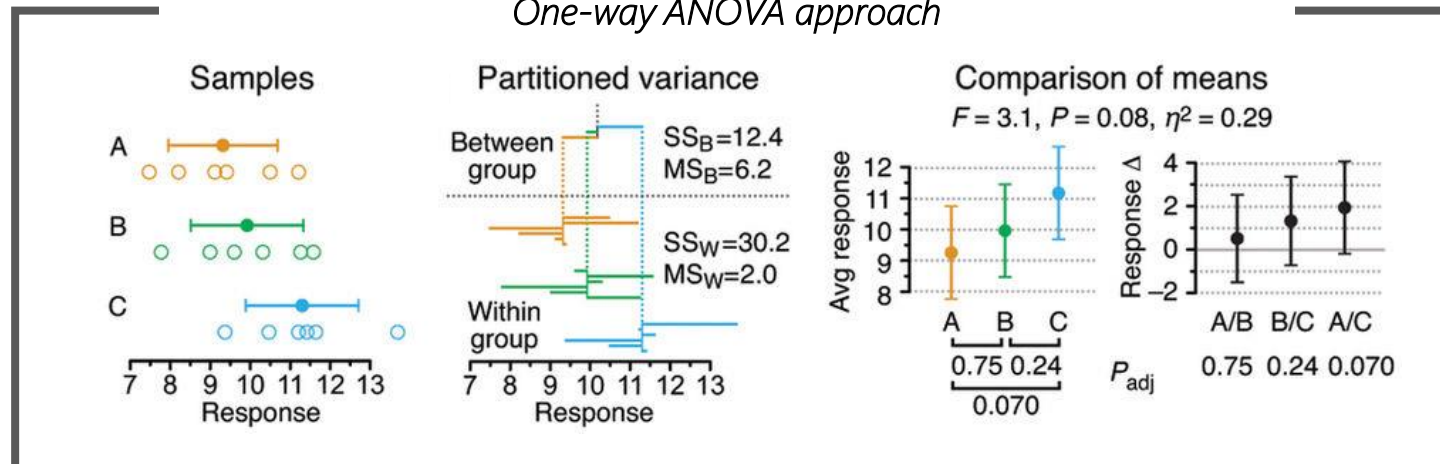 One-way ANOVA approach
Samples
A
B
C
7 8 9 10 11 12 13
Response
Partitioned variance
Between
group
SSB=12.4
MSB=6.2
SSW=30.2
MSW=2.0
Within
group
7 8 9 10 11 12 13
Response
Comparison of means
F = 3.1, P = 0.08, η² = 0.29
Avg response
12
11
10
9
8
A B C
0.75 0.24
0.070
Response Δ
4
2
0
–2
A/B B/C A/C
Padj 0.75 0.24 0.070